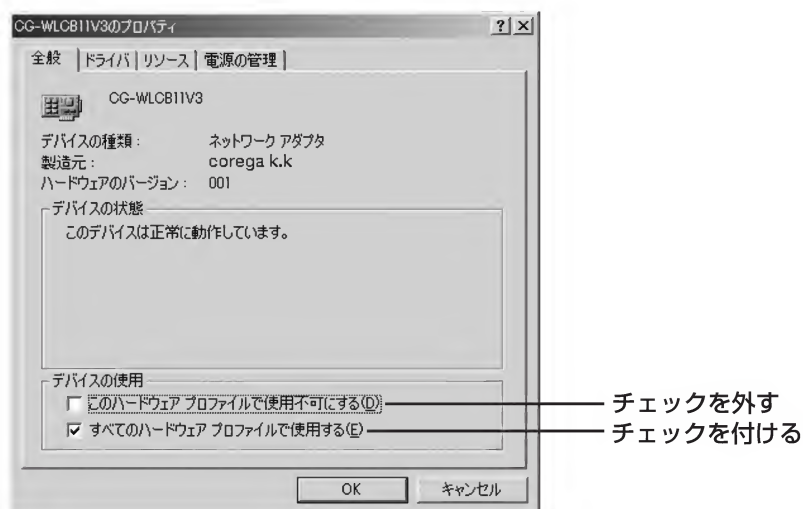 CG-WLCB11V3のプロパティ
全般 ドライバ リソース 電源の管理
CG-WLCB11V3
デバイスの種類： ネットワーク アダプタ
製造元： corega k.k
ハードウェアのバージョン： 001
デバイスの状態
このデバイスは正常に動作しています。
デバイスの使用
このハードウェア プロファイルで使用不可にする(D) チェックを外す
すべてのハードウェア プロファイルで使用する(E) チェックを付ける
OK キャンセル